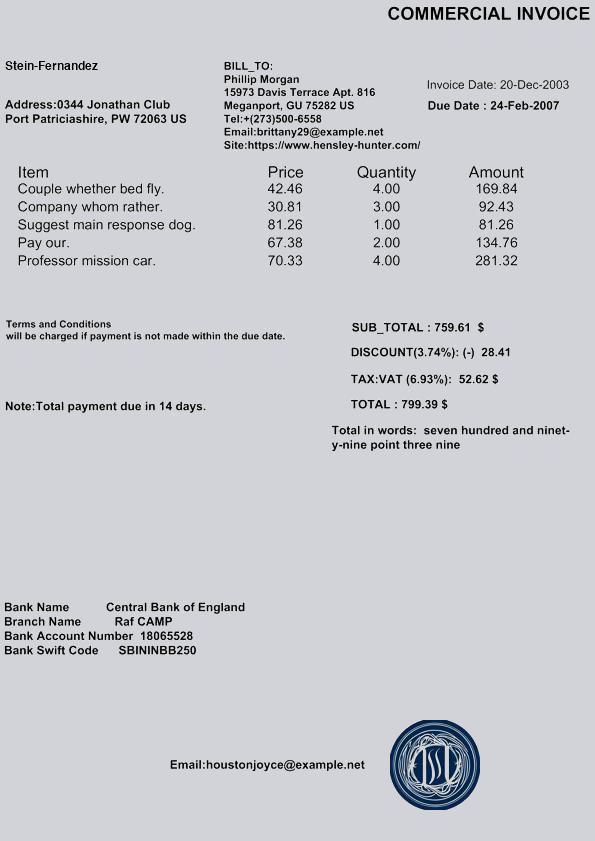 COMMERCIAL INVOICE
Stein-Fernandez
Address:0344 Jonathan Club
Port Patriciashire, PW 72063 US
BILL_TO:
Phillip Morgan
15973 Davis Terrace Apt. 816
Meganport, GU 75282 US
Tel:+(273)500-6558
Email:brittany29@example.net
Site:https://www.hensley-hunter.com/
Invoice Date: 20-Dec-2003
Due Date : 24-Feb-2007
Item Price Quantity Amount
Couple whether bed fly. 42.46 4.00 169.84
Company whom rather. 30.81 3.00 92.43
Suggest main response dog. 81.26 1.00 81.26
Pay our. 67.38 2.00 134.76
Professor mission car. 70.33 4.00 281.32
Terms and Conditions
will be charged if payment is not made within the due date.
Note:Total payment due in 14 days.
SUB_TOTAL : 759.61 $
DISCOUNT(3.74%): (-) 28.41
TAX:VAT (6.93%): 52.62 $
TOTAL : 799.39 $
Total in words: seven hundred and ninet-
y-nine point three nine
Bank Name Central Bank of England
Branch Name Raf CAMP
Bank Account Number 18065528
Bank Swift Code SBININBB250
Email:houstonjoyce@example.net